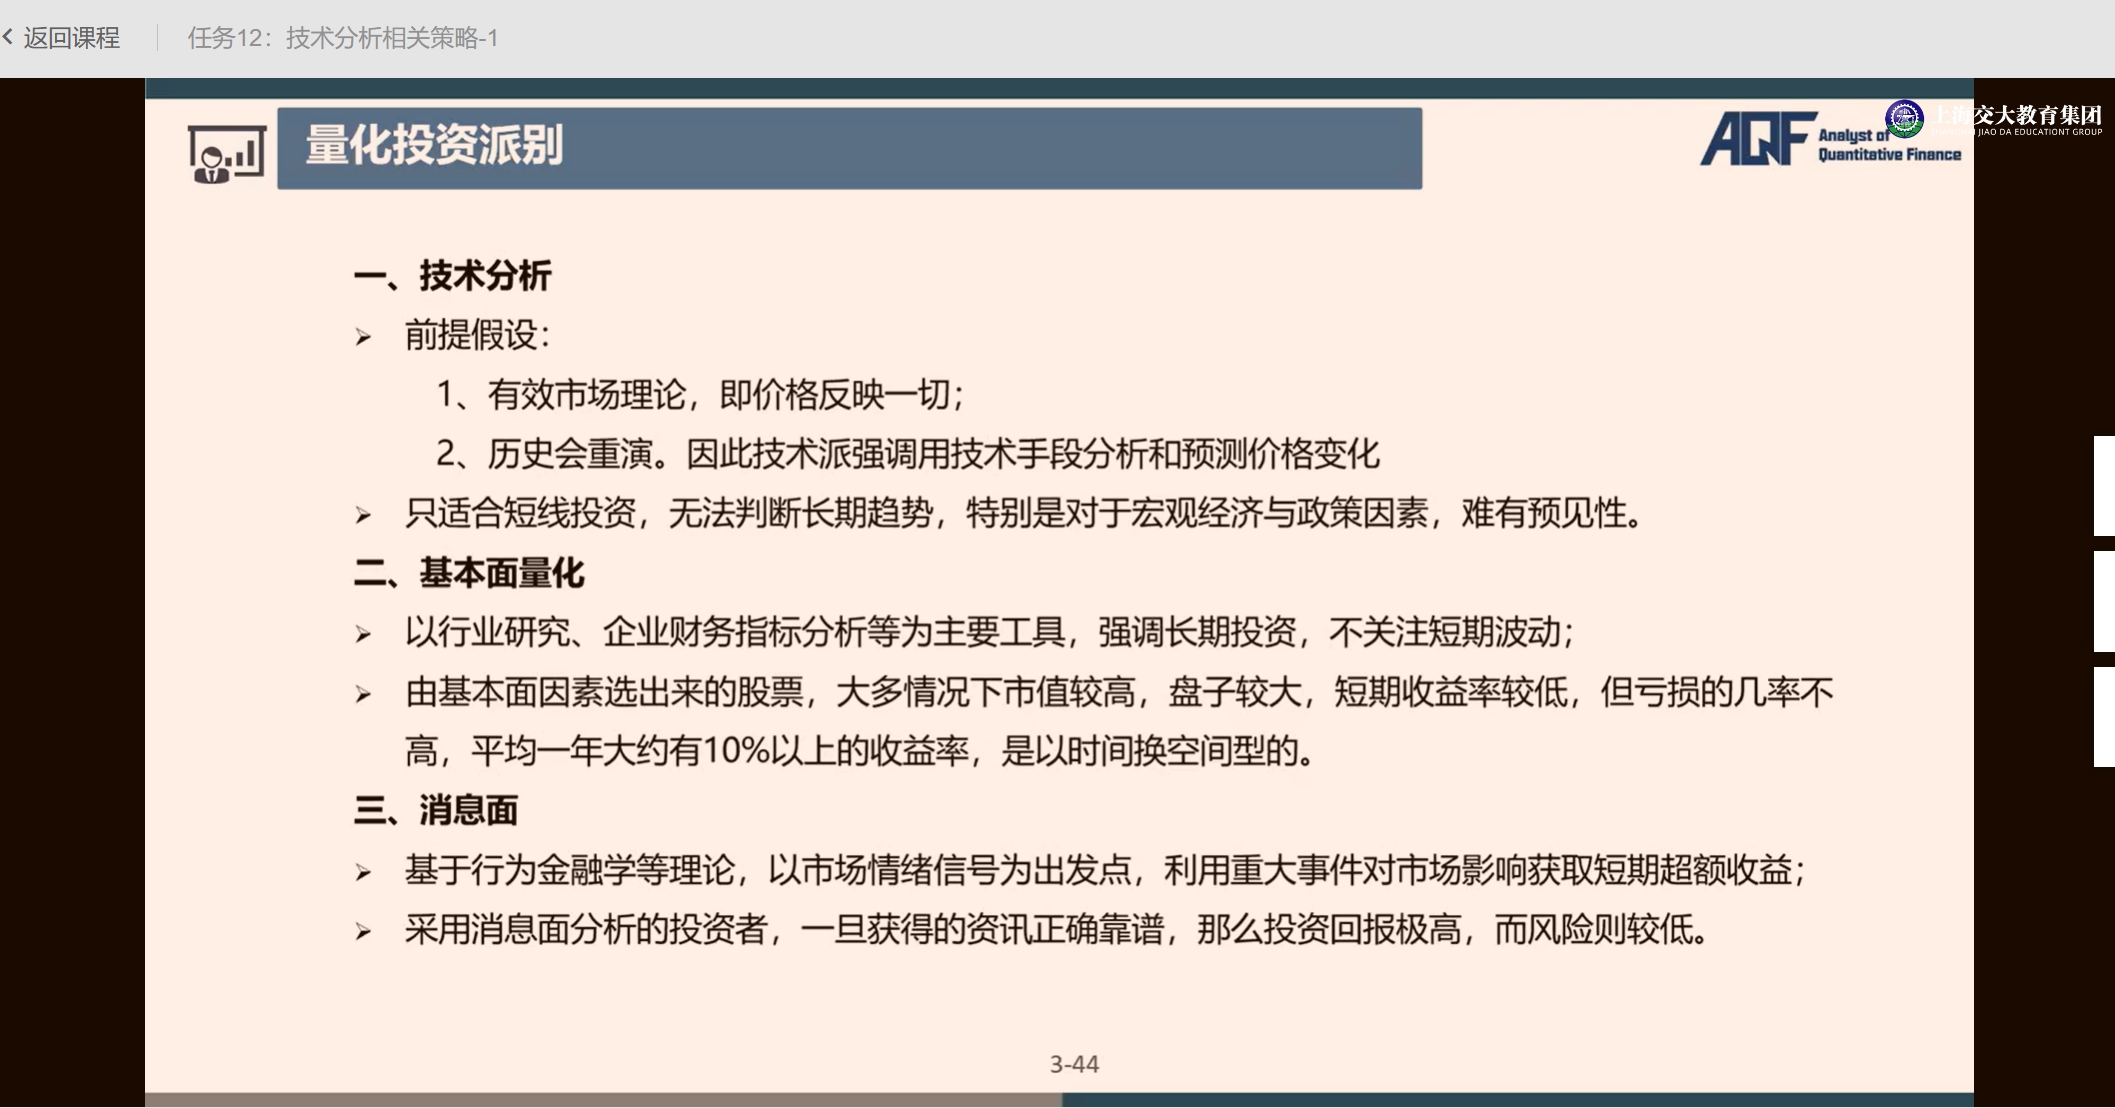 返回课程
任务12：技术分析相关策略-1
量化投资派别
AQF Analyst of
Quantitative Finance
上海交大教育集团
JIAO DA EDUCATIONT GROUP
一、技术分析
➢ 前提假设：
1、有效市场理论，即价格反映一切；
2、历史会重演。因此技术派强调用技术手段分析和预测价格变化
➢ 只适合短线投资，无法判断长期趋势，特别是对于宏观经济与政策因素，难有预见性。
二、基本面量化
➢ 以行业研究、企业财务指标分析等为主要工具，强调长期投资，不关注短期波动；
➢ 由基本面因素选出来的股票，大多情况下市值较高，盘子较大，短期收益率较低，但亏损的几率不
高，平均一年大约有10%以上的收益率，是以时间换空间型的。
三、消息面
➢ 基于行为金融学等理论，以市场情绪信号为出发点，利用重大事件对市场影响获取短期超额收益；
➢ 采用消息面分析的投资者，一旦获得的资讯正确靠谱，那么投资回报极高，而风险则较低。
3-44